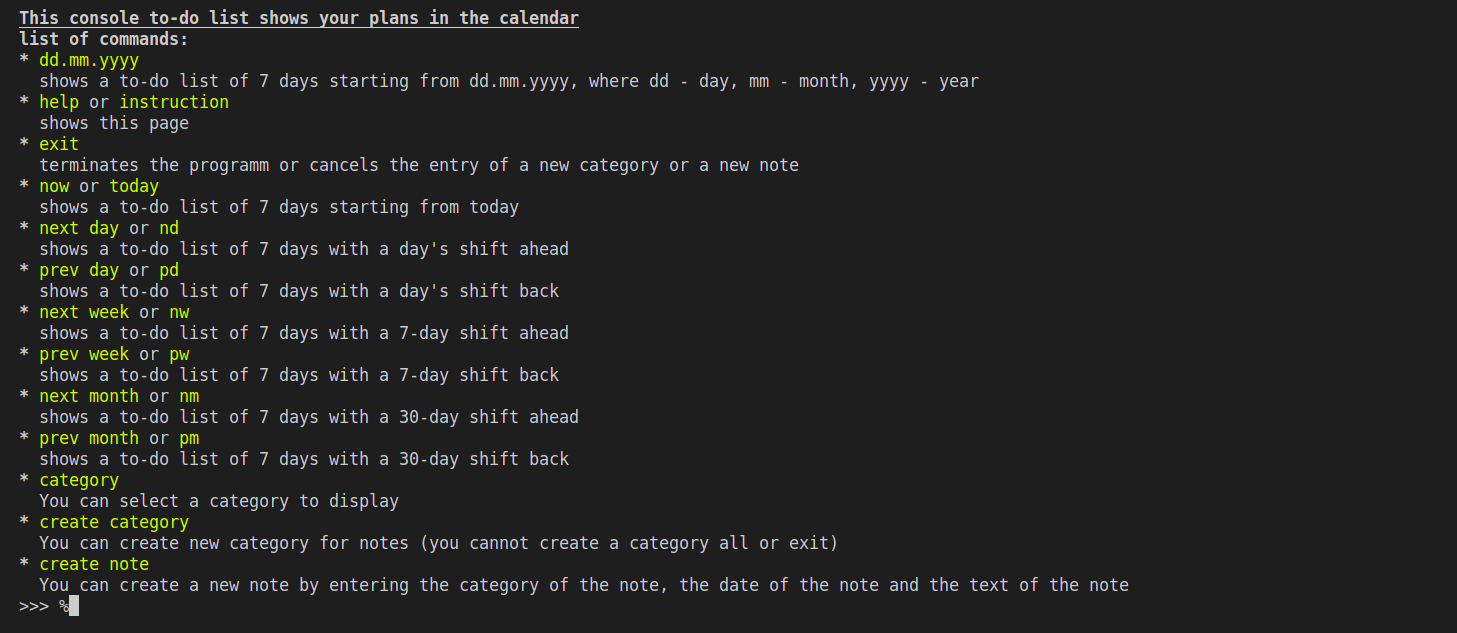 This console to-do list shows your plans in the calendar
list of commands:
* dd.mm.yyyy
  shows a to-do list of 7 days starting from dd.mm.yyyy, where dd - day, mm - month, yyyy - year
* help or instruction
  shows this page
* exit
  terminates the programm or cancels the entry of a new category or a new note
* now or today
  shows a to-do list of 7 days starting from today
* next day or nd
  shows a to-do list of 7 days with a day's shift ahead
* prev day or pd
  shows a to-do list of 7 days with a day's shift back
* next week or nw
  shows a to-do list of 7 days with a 7-day shift ahead
* prev week or pw
  shows a to-do list of 7 days with a 7-day shift back
* next month or nm
  shows a to-do list of 7 days with a 30-day shift ahead
* prev month or pm
  shows a to-do list of 7 days with a 30-day shift back
* category
  You can select a category to display
* create category
  You can create new category for notes (you cannot create a category all or exit)
* create note
  You can create a new note by entering the category of the note, the date of the note and the text of the note
>>> %